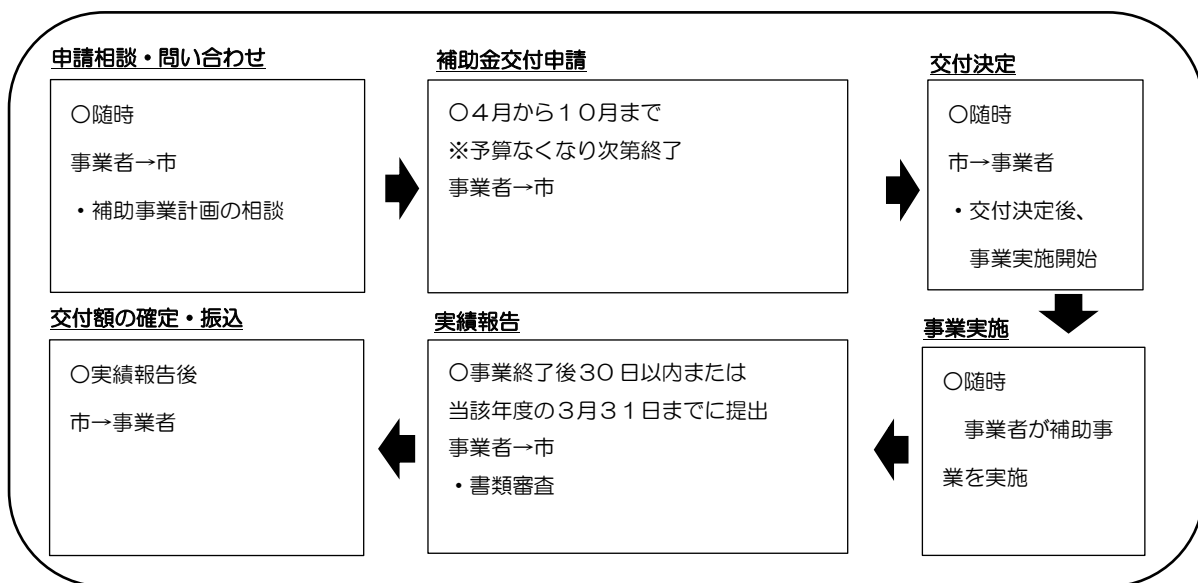 申請相談・問い合わせ
○随時
事業者→市
・補助事業計画の相談
補助金交付申請
○４月から１０月まで
※予算なくなり次第終了
事業者→市
交付決定
○随時
市→事業者
・交付決定後、
事業実施開始
事業実施
○随時
事業者が補助事
業を実施
実績報告
○事業終了後30 日以内または
当該年度の３月３１日までに提出
事業者→市
・書類審査
交付額の確定・振込
○実績報告後
市→事業者